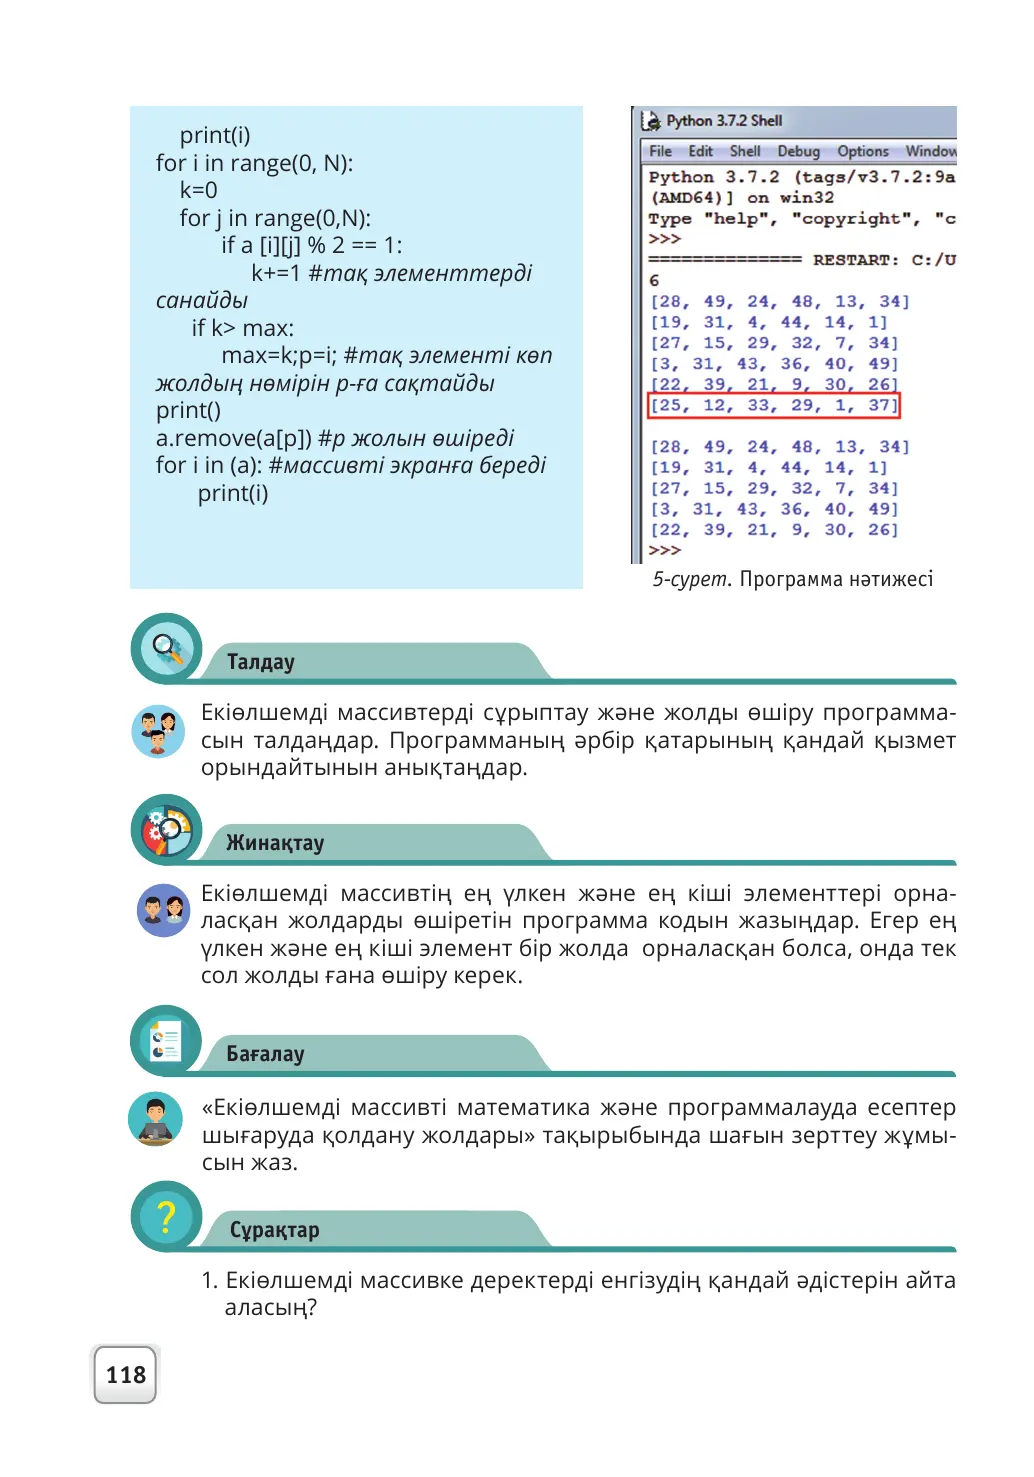 print(i)
for i in range(0, N):
k=0
for j in range(0,N):
if a [i][j] % 2 == 1:
k+=1 #тақ элементтерді
санайды
if k> max:
max=k;p=i; #тақ элементі көп
жолдың нөмірін p-ға сақтайды
print()
a.remove(a[p]) #p жолын өшіреді
for i in (a): #массивті экранға береді
print(i)
Python 3.7.2 Shell
File Edit Shell Debug Options Window
Python 3.7.2 (tags/v3.7.2:9a
(AMD64)] on win32
Type "help", "copyright", "c
>>>
============== RESTART: C:/U
6
[28, 49, 24, 48, 13, 34]
[19, 31, 4, 44, 14, 1]
[27, 15, 29, 32, 7, 34]
[3, 31, 43, 36, 40, 49]
[22, 39, 21, 9, 30, 26]
[25, 12, 33, 29, 1, 37]
[28, 49, 24, 48, 13, 34]
[19, 31, 4, 44, 14, 1]
[27, 15, 29, 32, 7, 34]
[3, 31, 43, 36, 40, 49]
[22, 39, 21, 9, 30, 26]
>>>
5-сурет. Программа нәтижесі
Талдау
Екіөлшемді массивтерді сұрыптау және жолды өшіру программа-
сын талдаңдар. Программаның әрбір қатарының қандай қызмет
орындайтынын анықтаңдар.
Жинақтау
Екіөлшемді массивтің ең үлкен және ең кіші элементтері орна-
ласқан жолдарды өшіретін программа кодын жазыңдар. Егер ең
үлкен және ең кіші элемент бір жолда орналасқан болса, онда тек
сол жолды ғана өшіру керек.
Бағалау
«Екіөлшемді массивті математика және программалауда есептер
шығаруда қолдану жолдары» тақырыбында шағын зерттеу жұмы-
сын жаз.
?
Сұрақтар
1. Екіөлшемді массивке деректерді енгізудің қандай әдістерін айта
аласың?
118